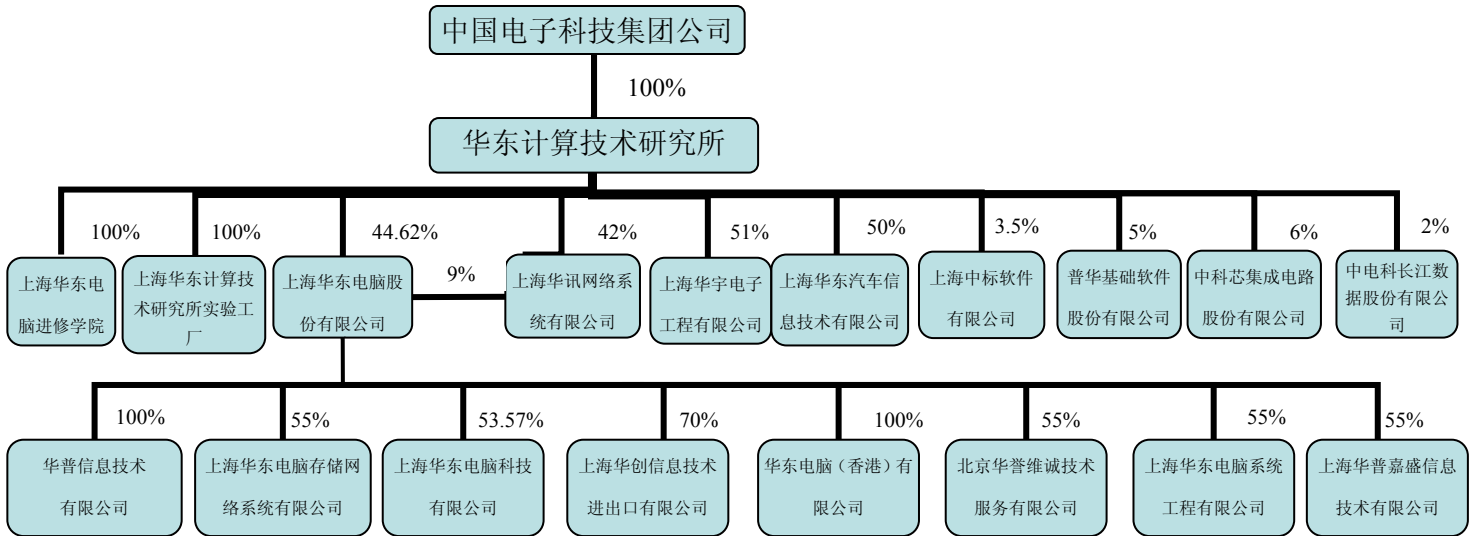 中国电子科技集团公司
100%
华东计算技术研究所
100%
100%
44.62%
42%
51%
50%
3.5%
5%
6%
2%
9%
上海华东电
脑进修学院
上海华东计算技
术研究所实验工
厂
上海华东电脑股
份有限公司
上海华讯网络系
统有限公司
上海华宇电子
工程有限公司
上海华东汽车信
息技术有限公司
上海中标软件
有限公司
普华基础软件
股份有限公司
中科芯集成电路
股份有限公司
中电科长江数
据股份有限公
司
100%
55%
53.57%
70%
100%
55%
55%
55%
华普信息技术
有限公司
上海华东电脑存储网
络系统有限公司
上海华东电脑科技
有限公司
上海华创信息技术
进出口有限公司
华东电脑（香港）有
限公司
北京华誉维诚技术
服务有限公司
上海华东电脑系统
工程有限公司
上海华普嘉盛信息
技术有限公司